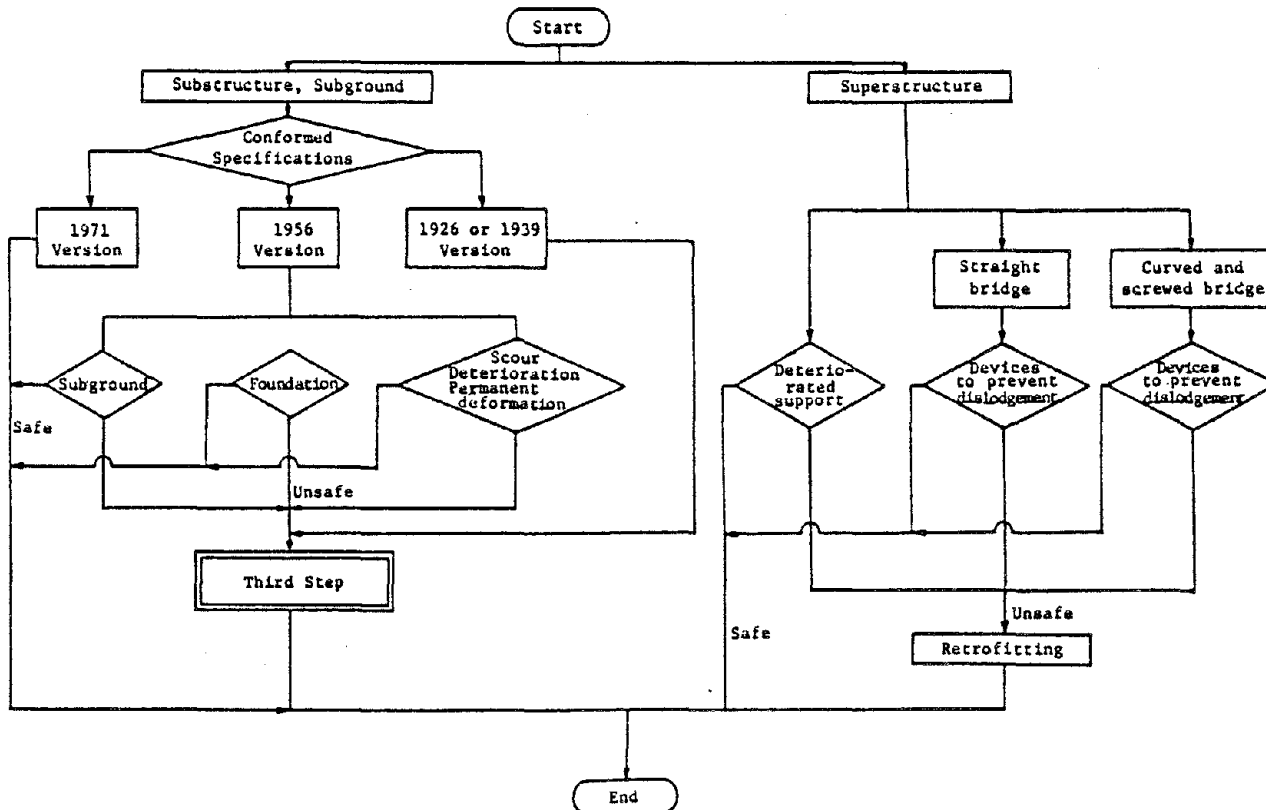 Start
Substructure, Subground
Superstructure
Conformed
Specifications
1971
Version
1956
Version
1926 or 1939
Version
Straight
bridge
Curved and
screwed bridge
Subground
Foundation
Scour
Deterioration
Permanent
deformation
Deterio-
rated
support
Devices
to prevent
dislodgement
Devices
to prevent
dislodgement
Safe
Unsafe
Third Step
Safe
Unsafe
Retrofitting
End